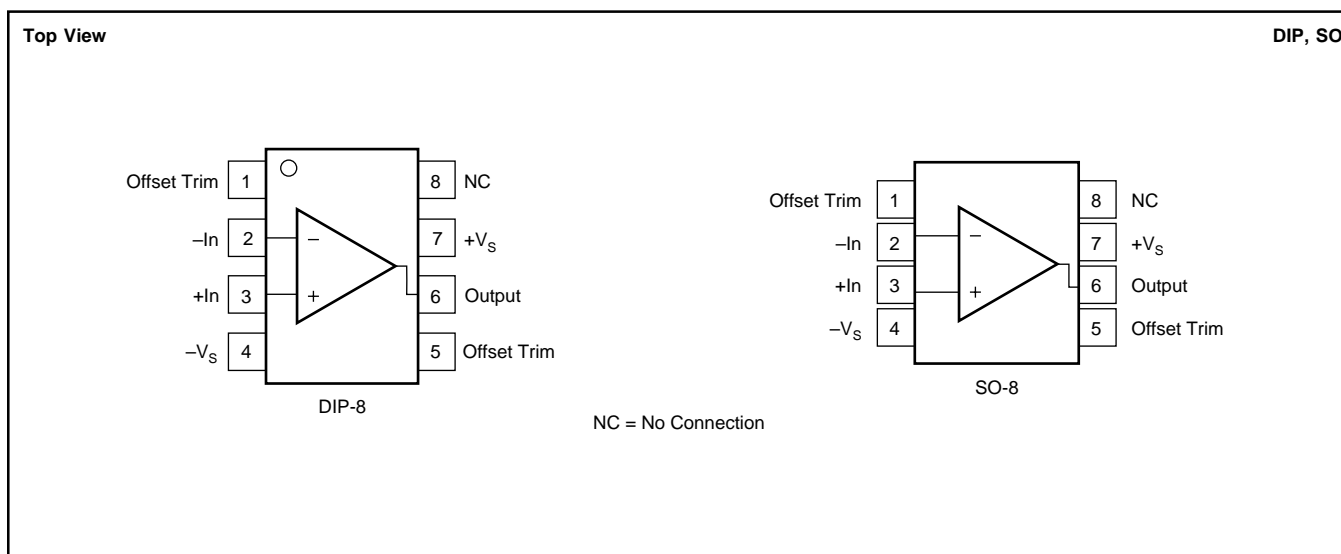 Top View
DIP, SO
Offset Trim 1
8 NC
–In 2
7 +VS
+In 3
6 Output
–VS 4
5 Offset Trim
– +
DIP-8
Offset Trim 1
8 NC
–In 2
7 +VS
+In 3
6 Output
–VS 4
5 Offset Trim
– +
SO-8
NC = No Connection